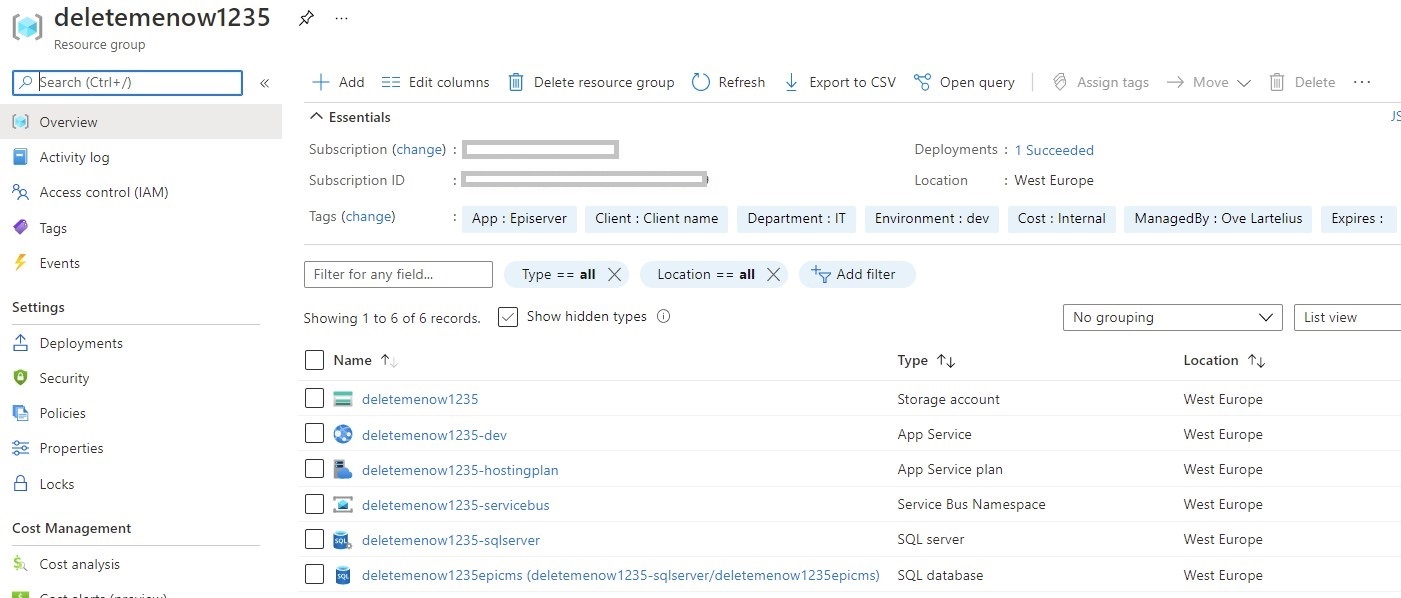 deletemenow1235 ...
Resource group
Search (Ctrl+/) «
Overview
Activity log
Access control (IAM)
Tags
Events
Settings
Deployments
Security
Policies
Properties
Locks
Cost Management
Cost analysis
Cost alerts (preview)
Add Edit columns Delete resource group Refresh Export to CSV Open query Assign tags Move Delete ...
Essentials JS
Subscription (change) : Deployments : 1 Succeeded
Subscription ID : Location : West Europe
Tags (change) : App : Episerver Client : Client name Department : IT Environment : dev Cost : Internal ManagedBy : Ove Lartelius Expires :
Filter for any field... Type == all Location == all Add filter
Showing 1 to 6 of 6 records. Show hidden types No grouping List view
Name Type Location
deletemenow1235 Storage account West Europe
deletemenow1235-dev App Service West Europe
deletemenow1235-hostingplan App Service plan West Europe
deletemenow1235-servicebus Service Bus Namespace West Europe
deletemenow1235-sqlserver SQL server West Europe
deletemenow1235epicms (deletemenow1235-sqlserver/deletemenow1235epicms) SQL database West Europe